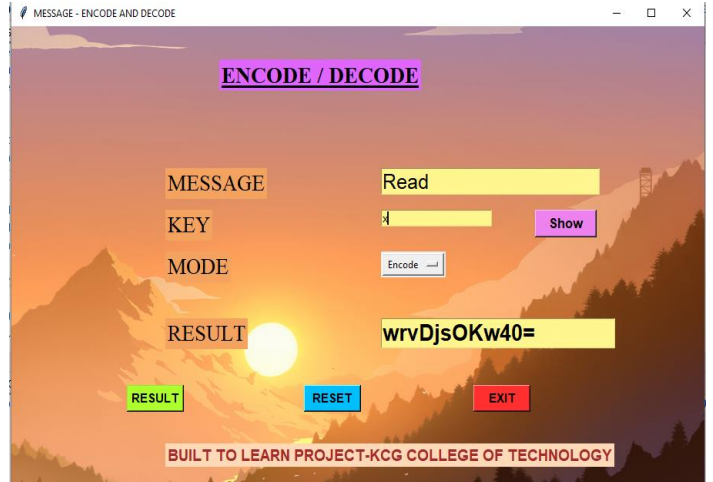 MESSAGE - ENCODE AND DECODE
ENCODE / DECODE
MESSAGE Read
KEY x Show
MODE Encode
RESULT wrvDjsOKw40=
RESULT RESET EXIT
BUILT TO LEARN PROJECT-KCG COLLEGE OF TECHNOLOGY